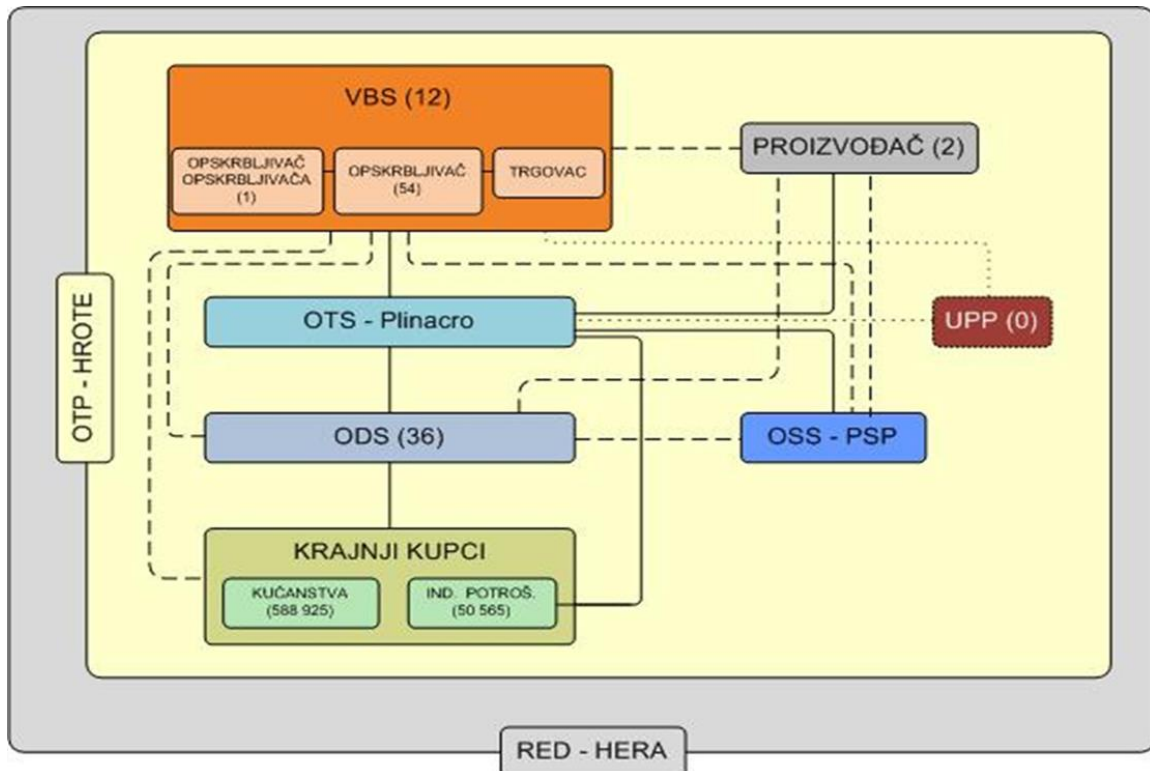 VBS (12)
OPSKRBLJIVAČ
OPSKRBLJIVAČA
(1)
OPSKRBLJIVAČ
(54)
TRGOVAC
PROIZVOĐAČ (2)
OTP - HROTE
OTS - Plinacro
UPP (0)
ODS (36)
OSS - PSP
KRAJNJI KUPCI
KUĆANSTVA
(588 925)
IND. POTROŠ.
(50 565)
RED - HERA